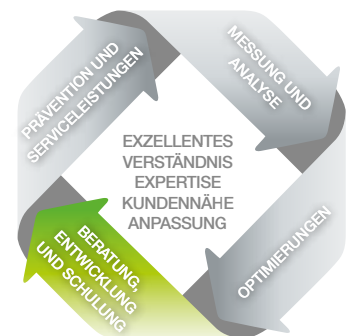 PRÄVENTION UND
SERVICELEISTUNGEN
MESSUNG UND
ANALYSE
EXZELLENTES
VERSTÄNDNIS
EXPERTISE
KUNDENNÄHE
ANPASSUNG
OPTIMIERUNGEN
BERATUNG,
ENTWICKLUNG
UND SCHULUNG